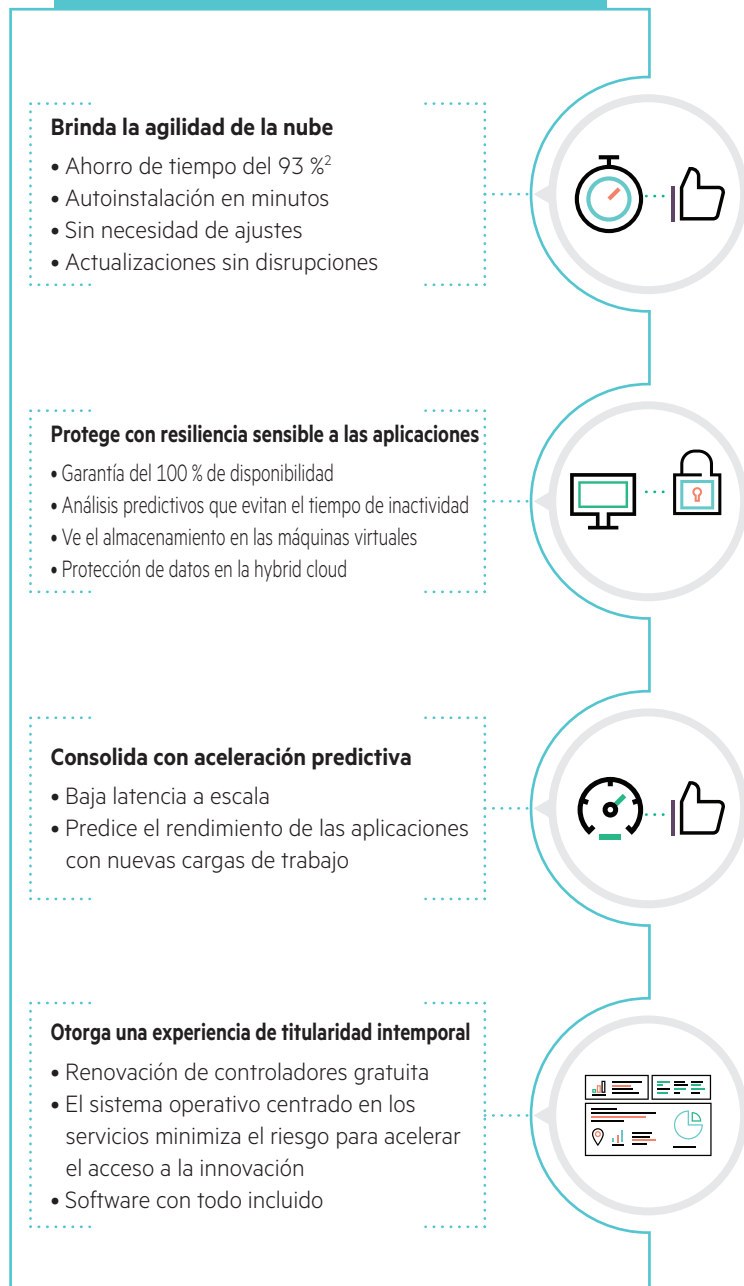 Brinda la agilidad de la nube
• Ahorro de tiempo del 93 %²
• Autoinstalación en minutos
• Sin necesidad de ajustes
• Actualizaciones sin disrupciones
Protege con resiliencia sensible a las aplicaciones
• Garantía del 100 % de disponibilidad
• Análisis predictivos que evitan el tiempo de inactividad
• Ve el almacenamiento en las máquinas virtuales
• Protección de datos en la hybrid cloud
Consolida con aceleración predictiva
• Baja latencia a escala
• Predice el rendimiento de las aplicaciones
con nuevas cargas de trabajo
Otorga una experiencia de titularidad intemporal
• Renovación de controladores gratuita
• El sistema operativo centrado en los
servicios minimiza el riesgo para acelerar
el acceso a la innovación
• Software con todo incluido